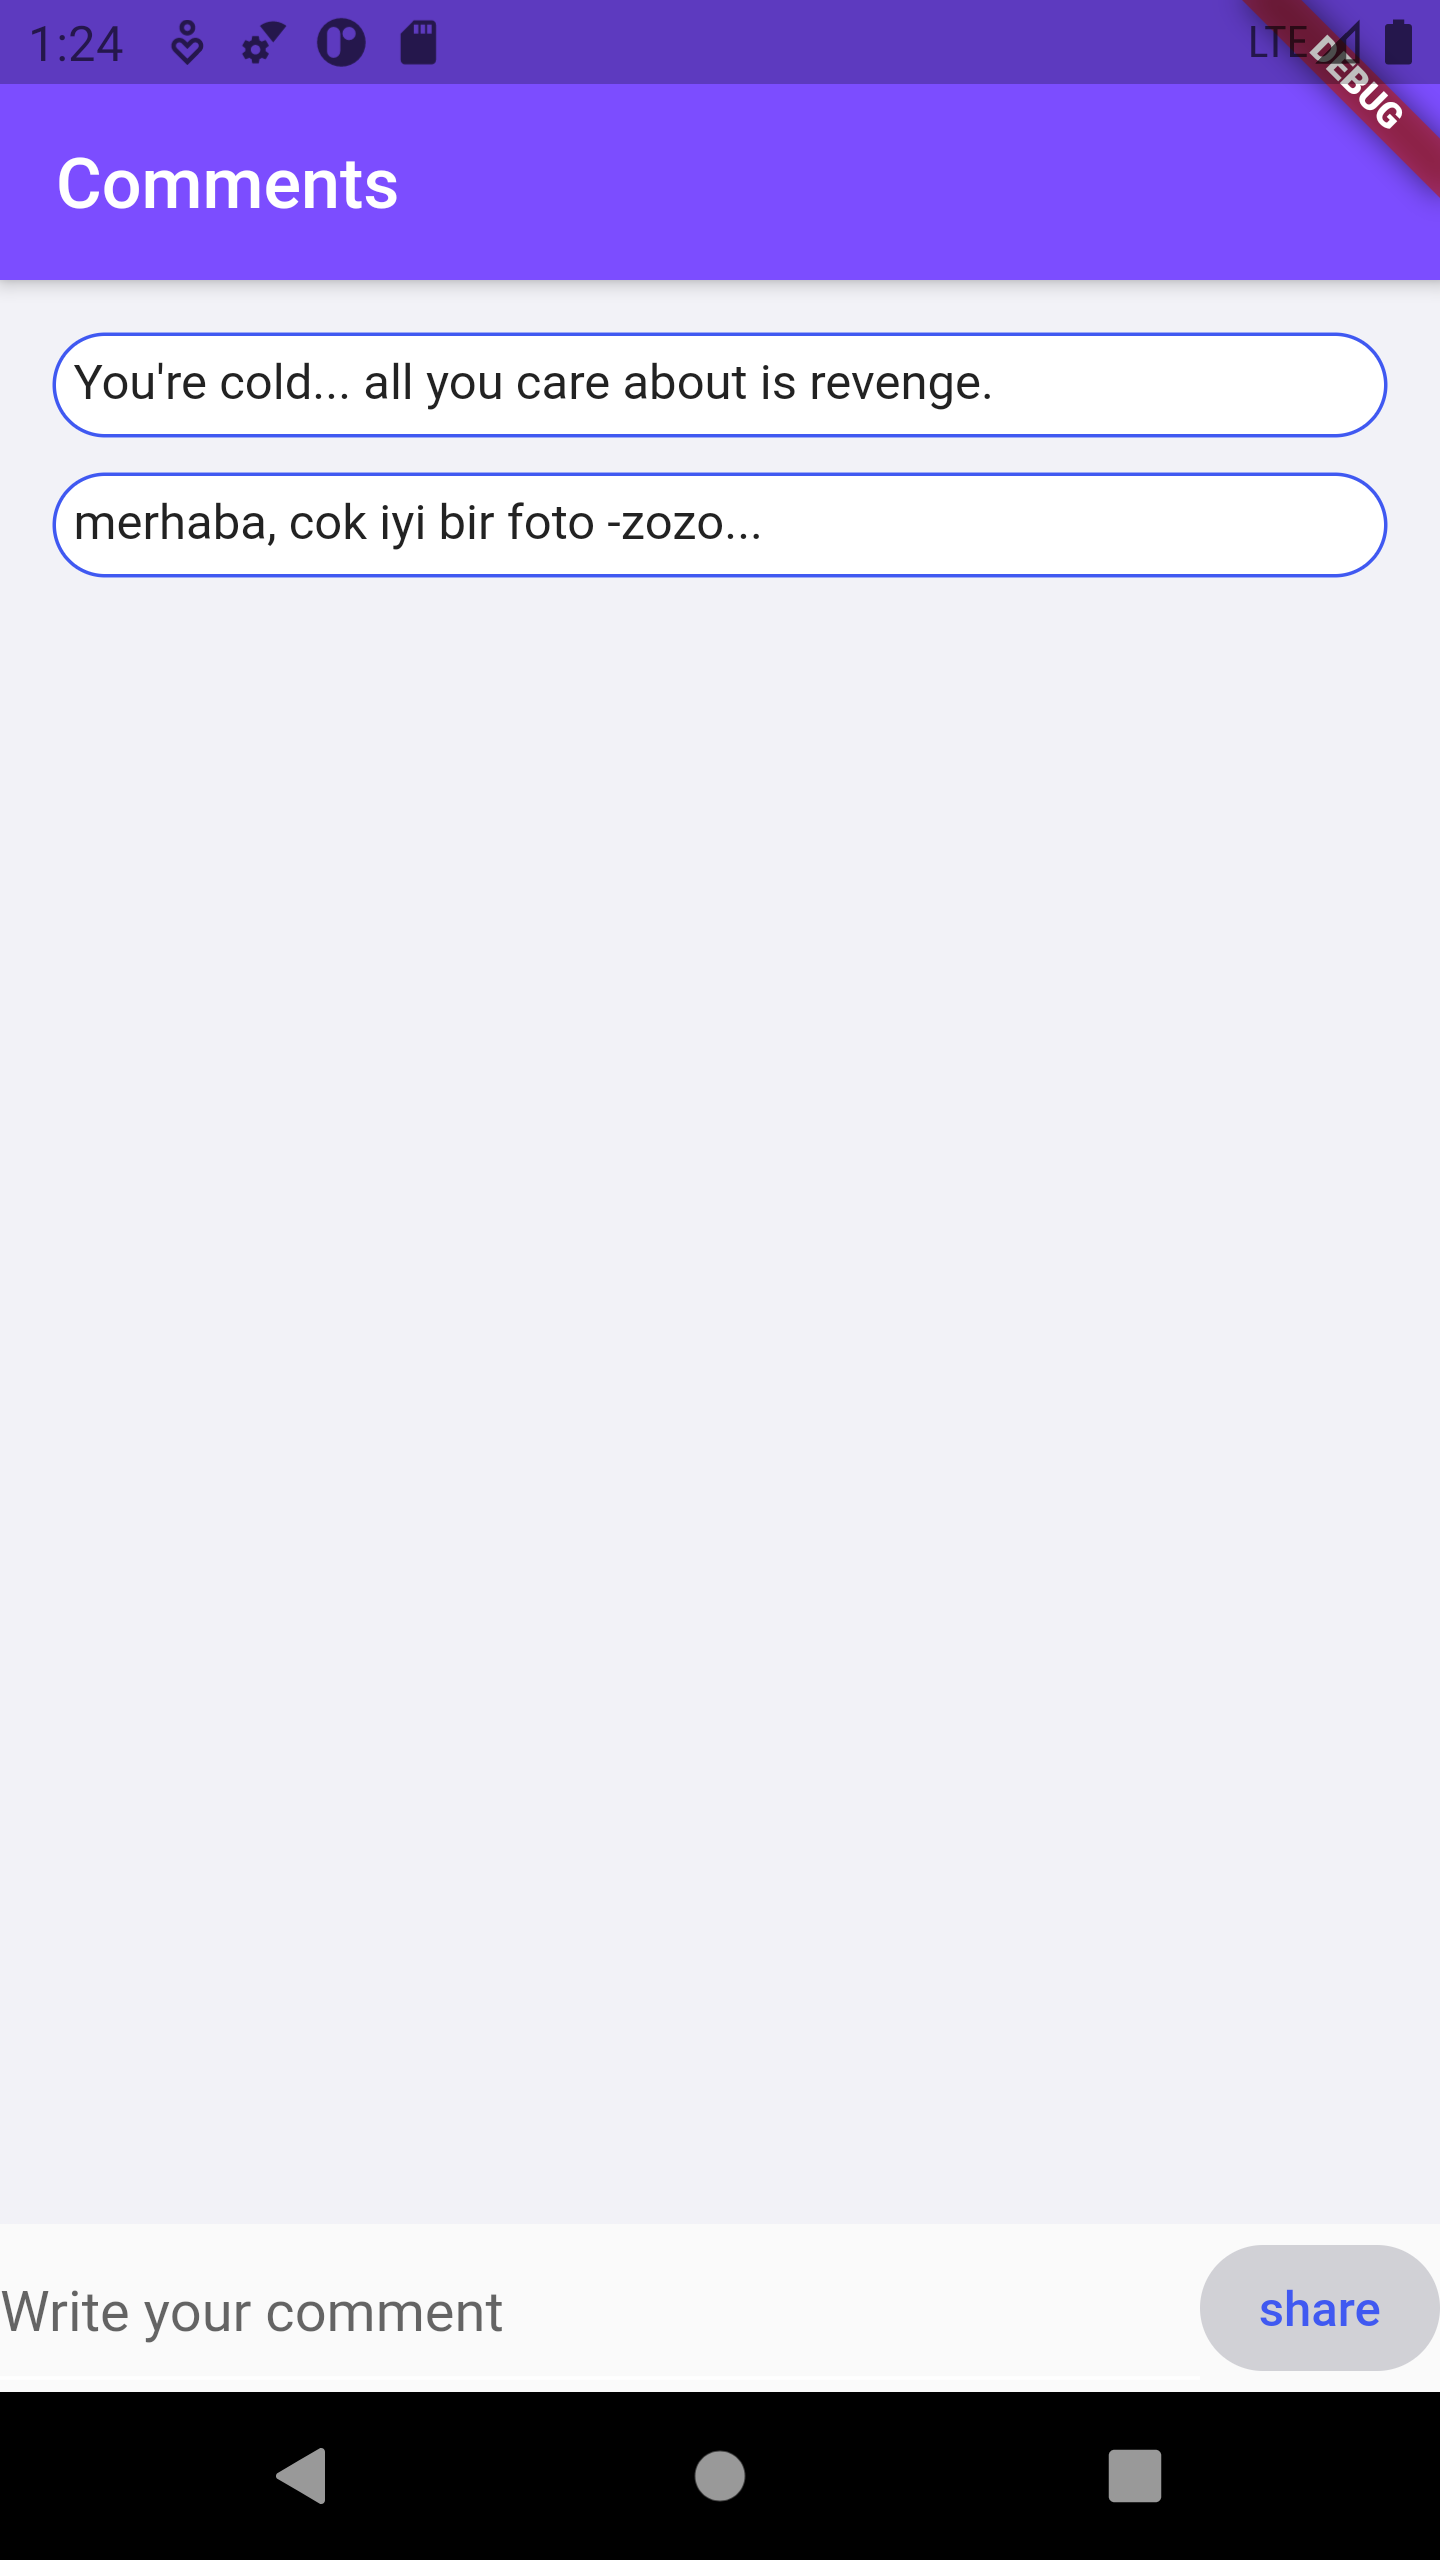 1:24
LTE
DEBUG
Comments
You're cold... all you care about is revenge.
merhaba, cok iyi bir foto -zozo...
Write your comment
share